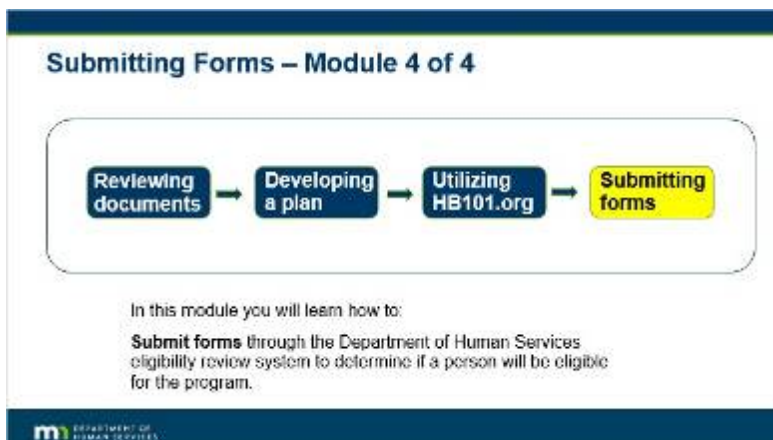 Submitting Forms – Module 4 of 4
Reviewing
documents
Developing
a plan
Utilizing
HB101.org
Submitting
forms
In this module you will learn how to:
Submit forms through the Department of Human Services
eligibility review system to determine if a person will be eligible
for the program.
DEPARTMENT OF
HUMAN SERVICES